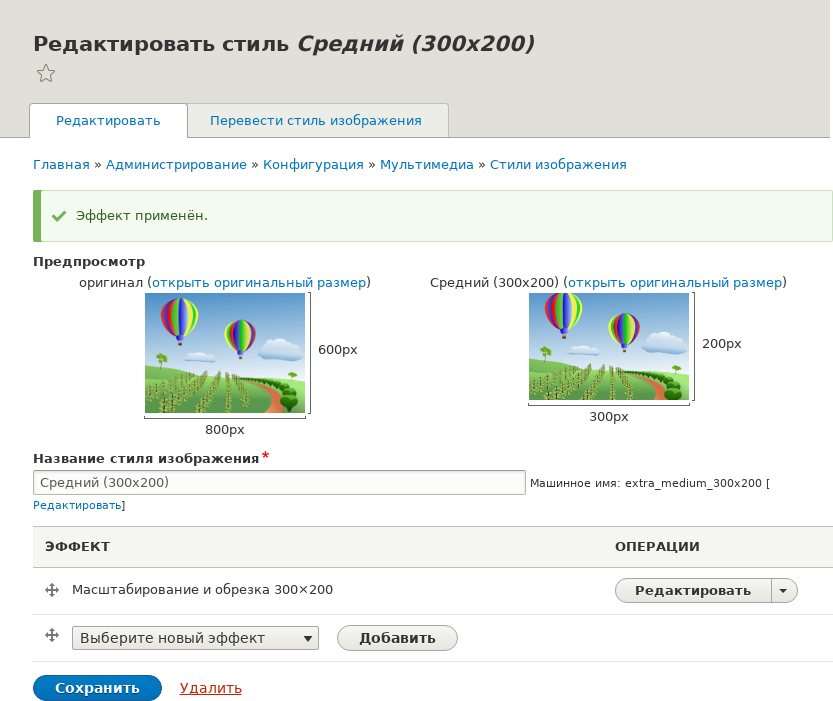 Редактировать стиль Средний (300x200)
Редактировать Перевести стиль изображения
Главная » Администрирование » Конфигурация » Мультимедиа » Стили изображения
Эффект применён.
Предпросмотр
оригинал (открыть оригинальный размер) Средний (300x200) (открыть оригинальный размер)
600px 200px
800px 300px
Название стиля изображения*
Средний (300x200) Машинное имя: extra_medium_300x200 [
Редактировать]
ЭФФЕКТ ОПЕРАЦИИ
Масштабирование и обрезка 300×200 Редактировать
Выберите новый эффект Добавить
Сохранить Удалить